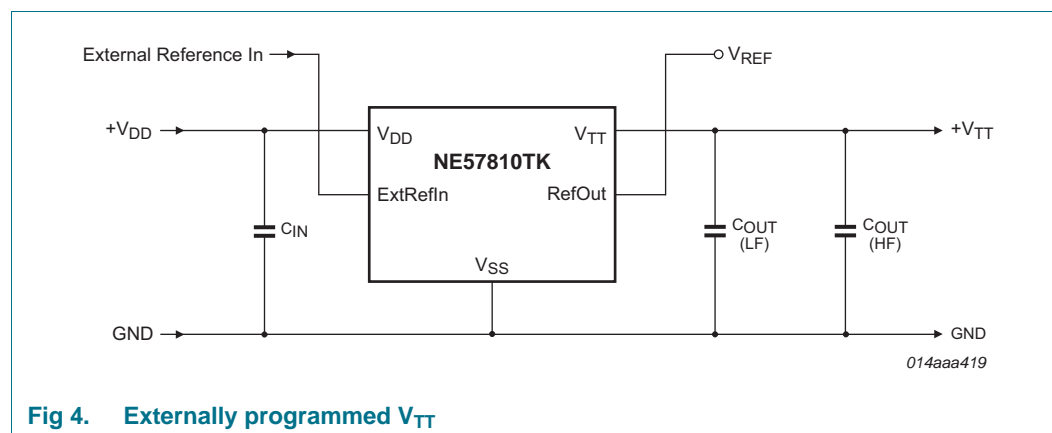 External Reference In
VREF
+VDD
VDD
VTT
+VTT
NE57810TK
ExtRefIn
RefOut
CIN
COUT
(LF)
COUT
(HF)
VSS
GND
GND
014aaa419
Fig 4. Externally programmed VTT